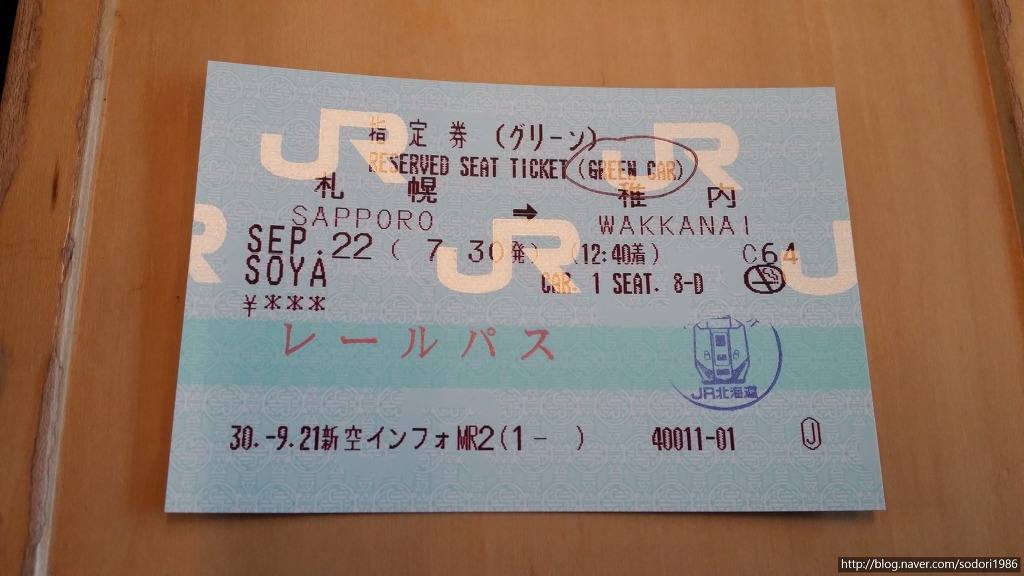 指定券 (グリーン)
RESERVED SEAT TICKET (GREEN CAR)
札幌 → 稚内
SAPPORO WAKKANAI
SEP.22 ( 7 30発) (12:40着) C64
SOYA CAR. 1 SEAT. 8-D
¥***
レールパス
JR北海道
30.-9.21新空インフォMR2(1- ) 40011-01 J
JR
JR
JR
http://blog.naver.com/sodori1986